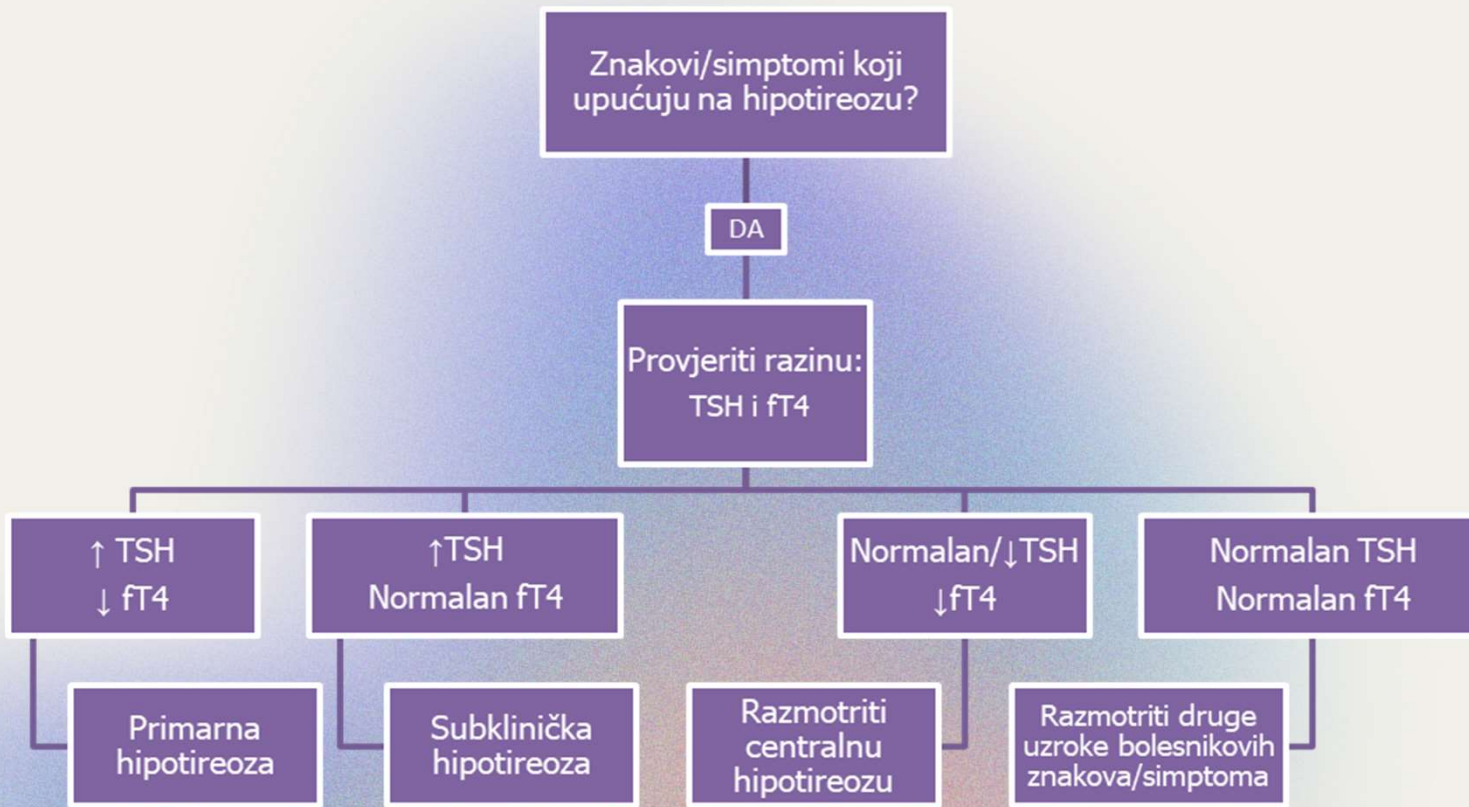 Znakovi/simptomi koji
upućuju na hipotireozu?
DA
Provjeriti razinu:
TSH i fT4
↑ TSH
↓ fT4
↑TSH
Normalan fT4
Normalan/↓TSH
↓fT4
Normalan TSH
Normalan fT4
Primarna
hipotireoza
Subklinička
hipotireoza
Razmotriti
centralnu
hipotireozu
Razmotriti druge
uzroke bolesnikovih
znakova/simptoma